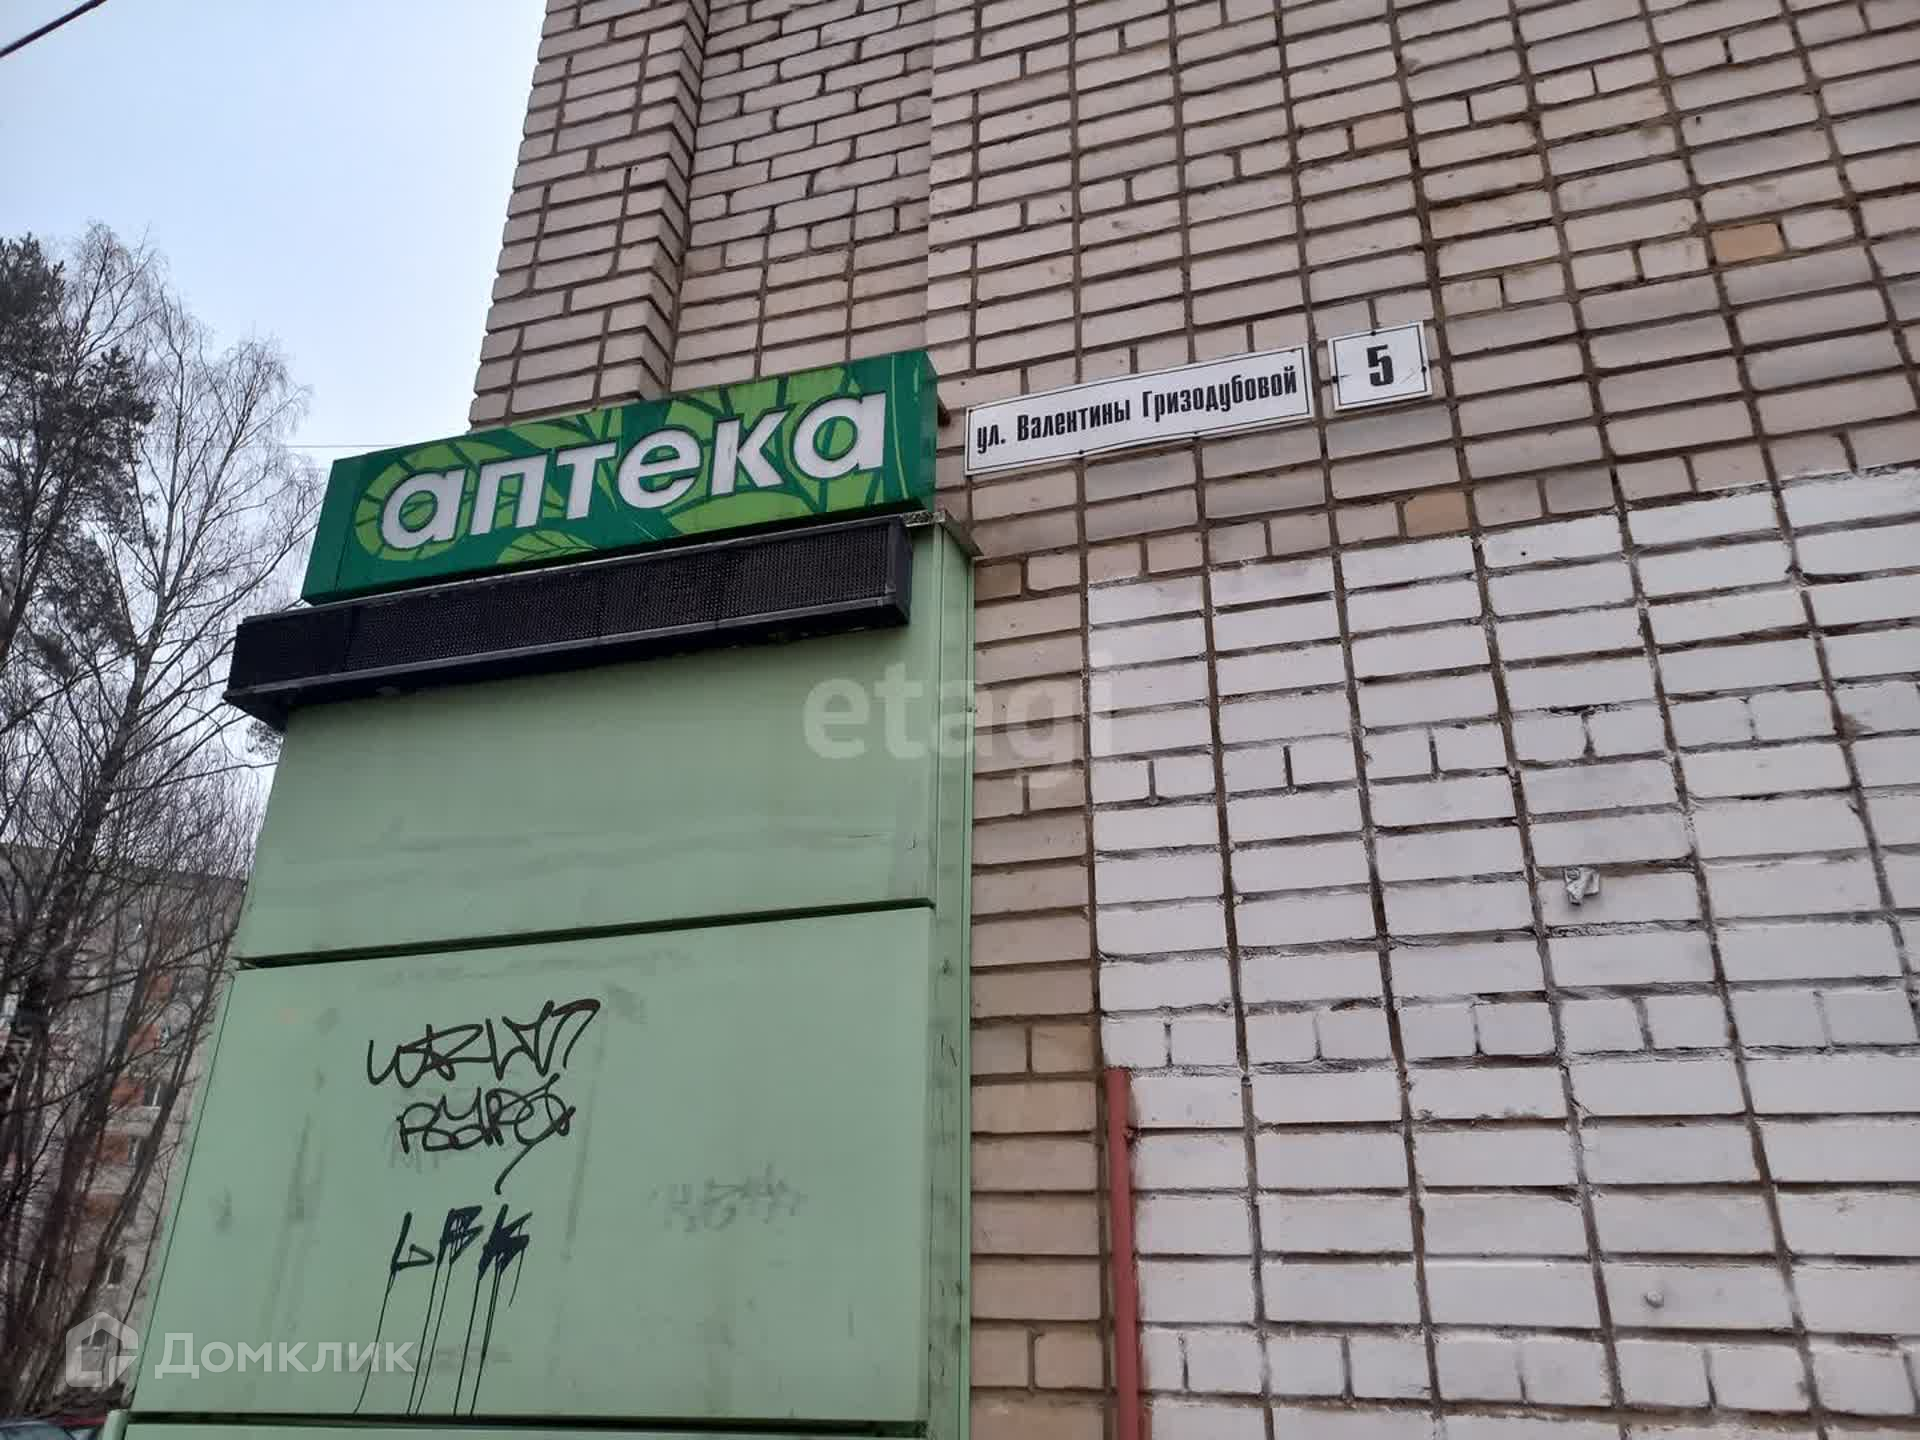 аптека
ул. Валентины Гризодубовой
5
etagi
Домклик